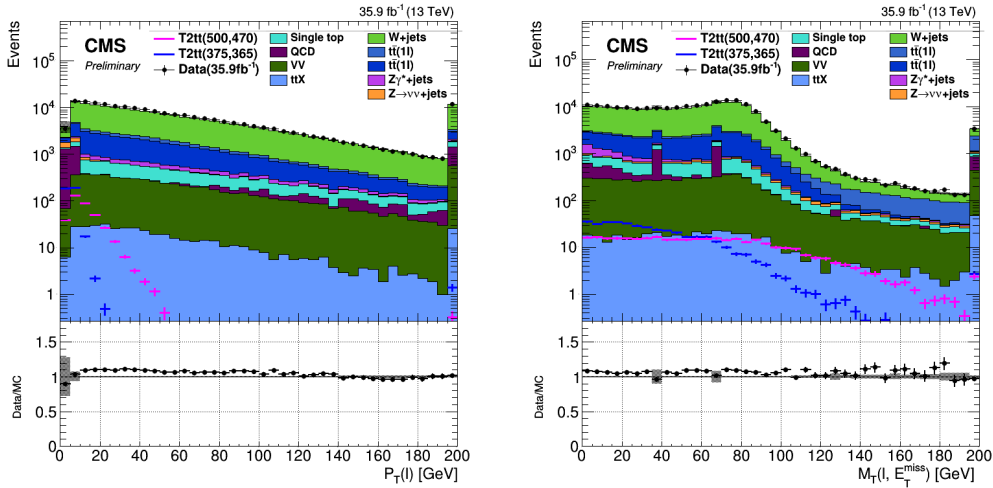 35.9 fb⁻¹ (13 TeV)
Events
CMS
Preliminary
T2tt(500,470)
T2tt(375,365)
Data(35.9fb⁻¹)
Single top
QCD
VV
ttX
W+jets
tt̄(1l)
tt̄(1l)
Zγ*+jets
Z→νν+jets
10⁵
10⁴
10³
10²
10
1
Data/MC
1.5
1
0.5
0
0 20 40 60 80 100 120 140 160 180 200
P_T(l) [GeV]
35.9 fb⁻¹ (13 TeV)
Events
CMS
Preliminary
T2tt(500,470)
T2tt(375,365)
Data(35.9fb⁻¹)
Single top
QCD
VV
ttX
W+jets
tt̄(1l)
tt̄(1l)
Zγ*+jets
Z→νν+jets
10⁵
10⁴
10³
10²
10
1
Data/MC
1.5
1
0.5
0
0 20 40 60 80 100 120 140 160 180 200
M_T(l, E_T^miss) [GeV]